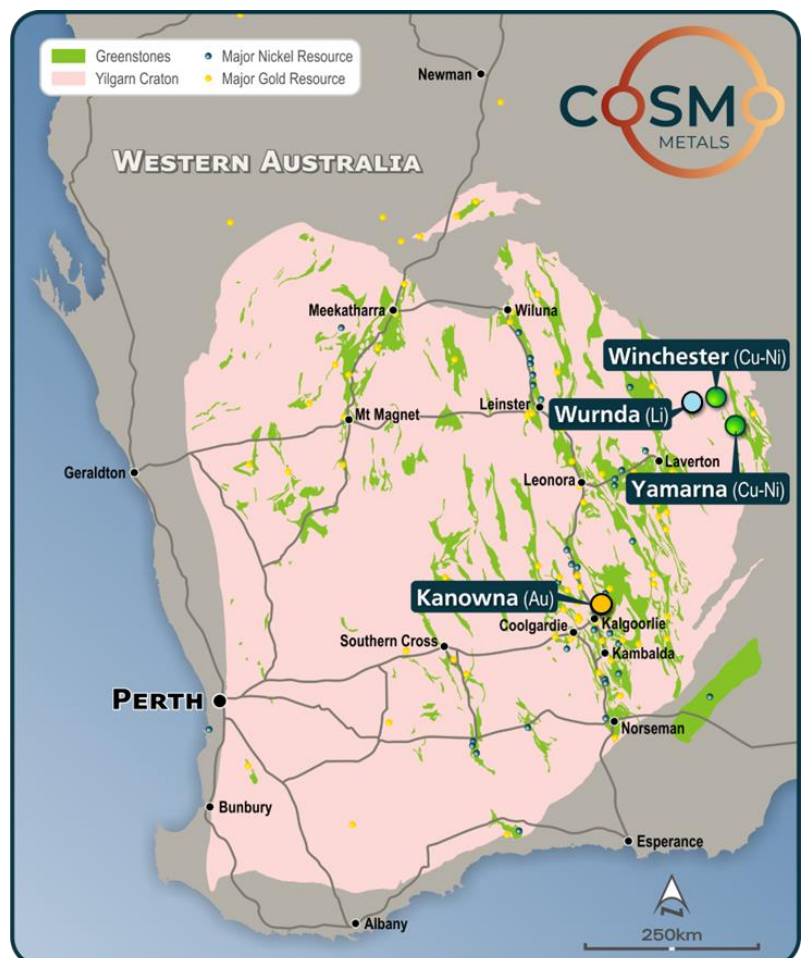 Greenstones
Major Nickel Resource
Yilgarn Craton
Major Gold Resource
Newman
COSMO
METALS
WESTERN AUSTRALIA
Meekatharra
Wiluna
Winchester (Cu-Ni)
Leinster
Wurnda (Li)
Mt Magnet
Geraldton
Laverton
Leonora
Yamarna (Cu-Ni)
Kanowna (Au)
Kalgoorlie
Coolgardie
Southern Cross
Kambalda
PERTH
Norseman
Bunbury
Esperance
Albany
N
250km